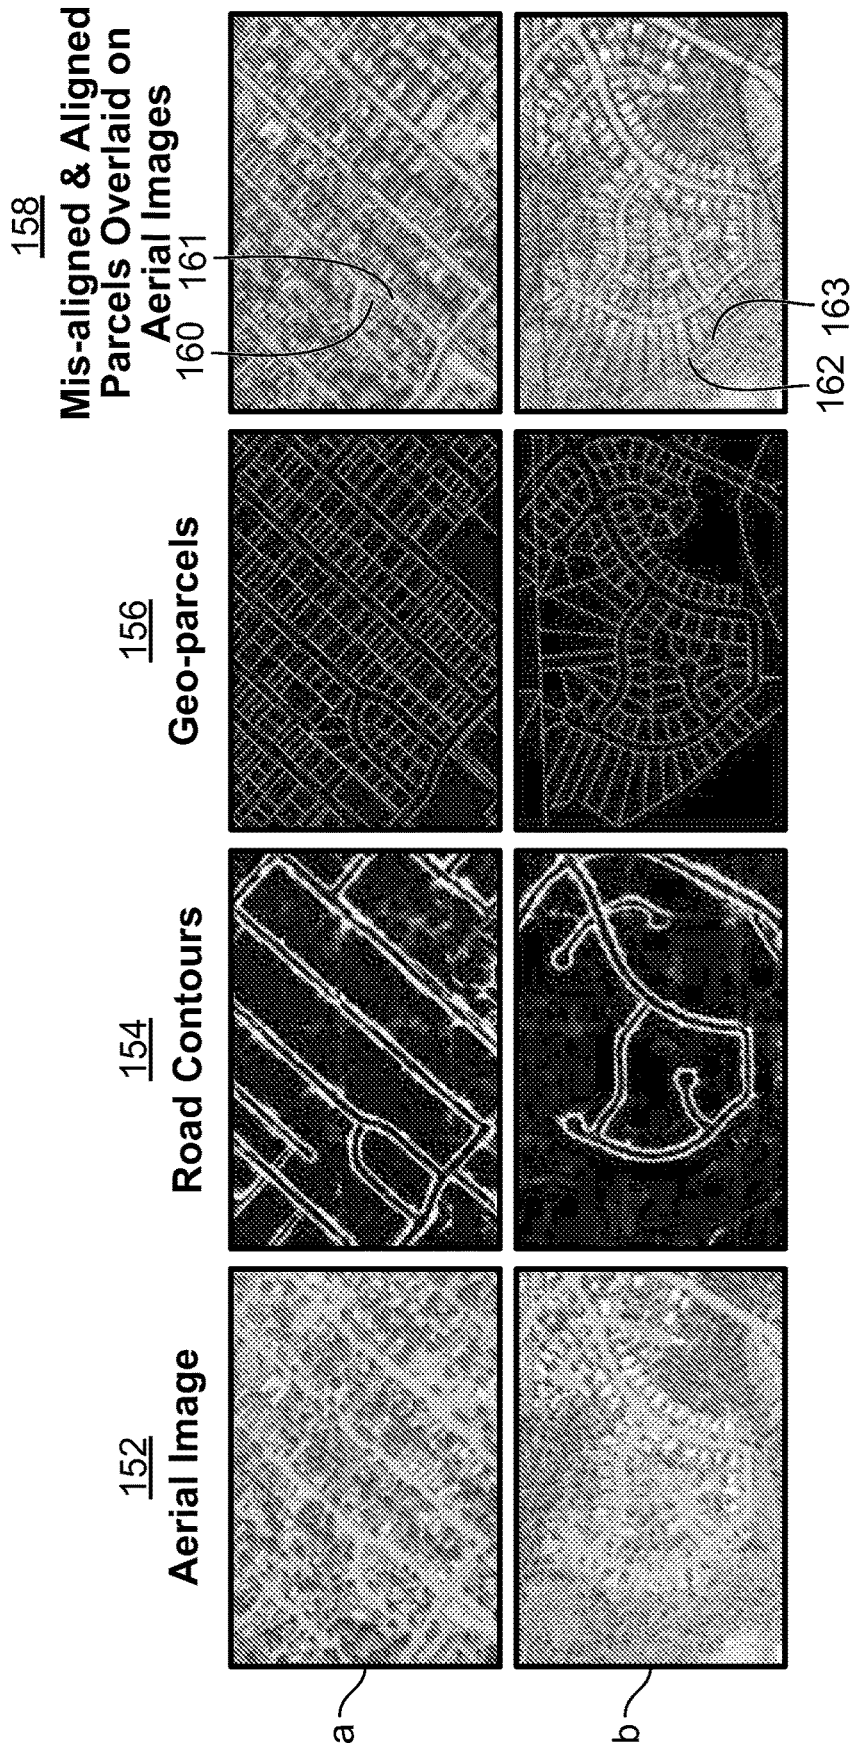 152
Aerial Image
154
Road Contours
156
Geo-parcels
158
Mis-aligned & Aligned
Parcels Overlaid on
Aerial Images
160
161
a
b
162
163